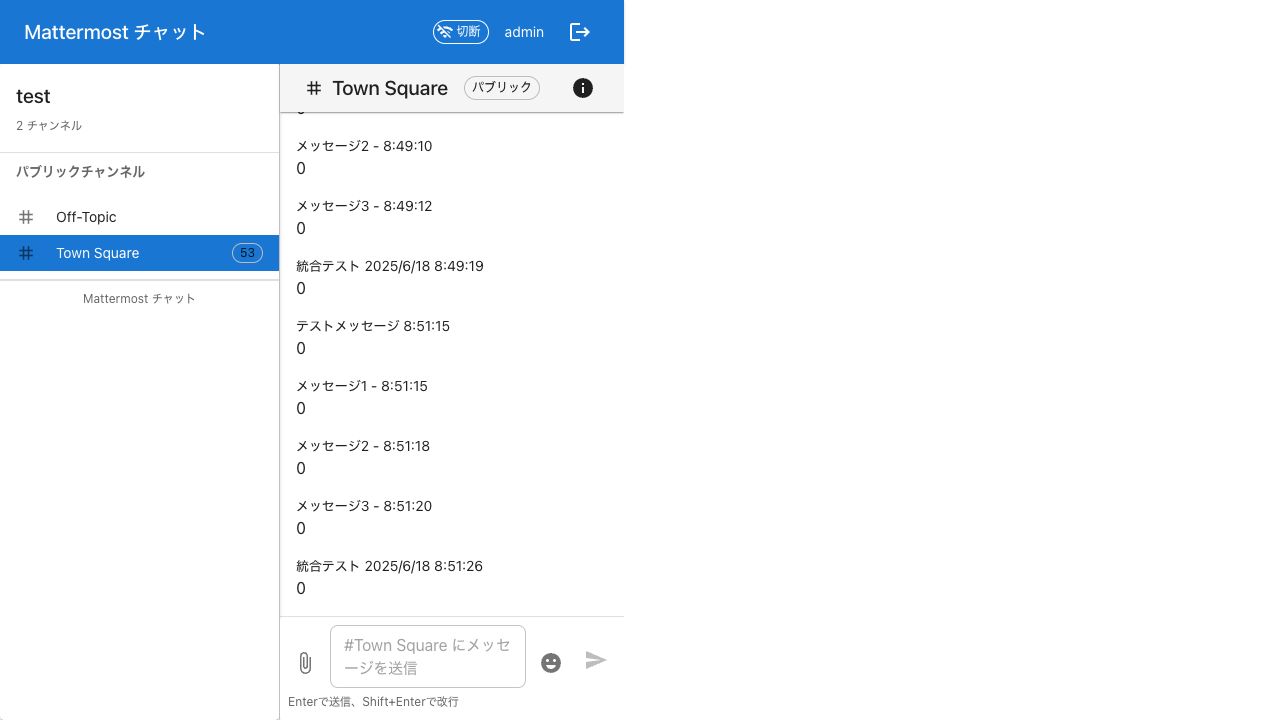 Mattermost チャット
切断
admin
test
2 チャンネル
パブリックチャンネル
Off-Topic
Town Square
53
Mattermost チャット
Town Square
パブリック
メッセージ2 - 8:49:10
0
メッセージ3 - 8:49:12
0
統合テスト 2025/6/18 8:49:19
0
テストメッセージ 8:51:15
0
メッセージ1 - 8:51:15
0
メッセージ2 - 8:51:18
0
メッセージ3 - 8:51:20
0
統合テスト 2025/6/18 8:51:26
0
#Town Square にメッセ
ージを送信
Enterで送信、Shift+Enterで改行